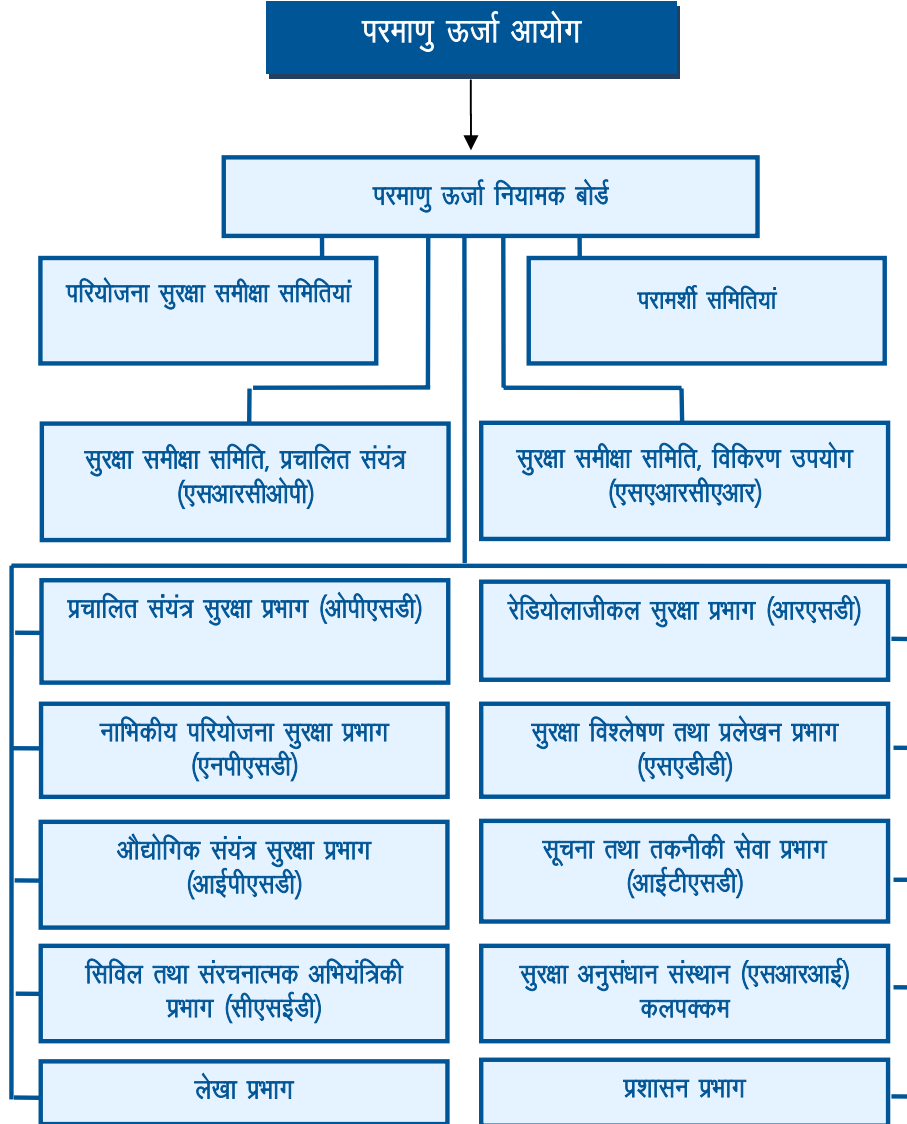 परमाणु ऊर्जा आयोग
परमाणु ऊर्जा नियामक बोर्ड
परियोजना सुरक्षा समीक्षा समितियां
परामर्शी समितियां
सुरक्षा समीक्षा समिति, प्रचालित संयंत्र
(एसआरसीओपी)
सुरक्षा समीक्षा समिति, विकिरण उपयोग
(एसएआरसीएआर)
प्रचालित संयंत्र सुरक्षा प्रभाग (ओपीएसडी)
रेडियोलाजीकल सुरक्षा प्रभाग (आरएसडी)
नाभिकीय परियोजना सुरक्षा प्रभाग
(एनपीएसडी)
सुरक्षा विश्लेषण तथा प्रलेखन प्रभाग
(एसएडीडी)
औद्योगिक संयंत्र सुरक्षा प्रभाग
(आईपीएसडी)
सूचना तथा तकनीकी सेवा प्रभाग
(आईटीएसडी)
सिविल तथा संरचनात्मक अभियंत्रिकी
प्रभाग (सीएसईडी)
सुरक्षा अनुसंधान संस्थान (एसआरआई)
कलपक्कम
लेखा प्रभाग
प्रशासन प्रभाग